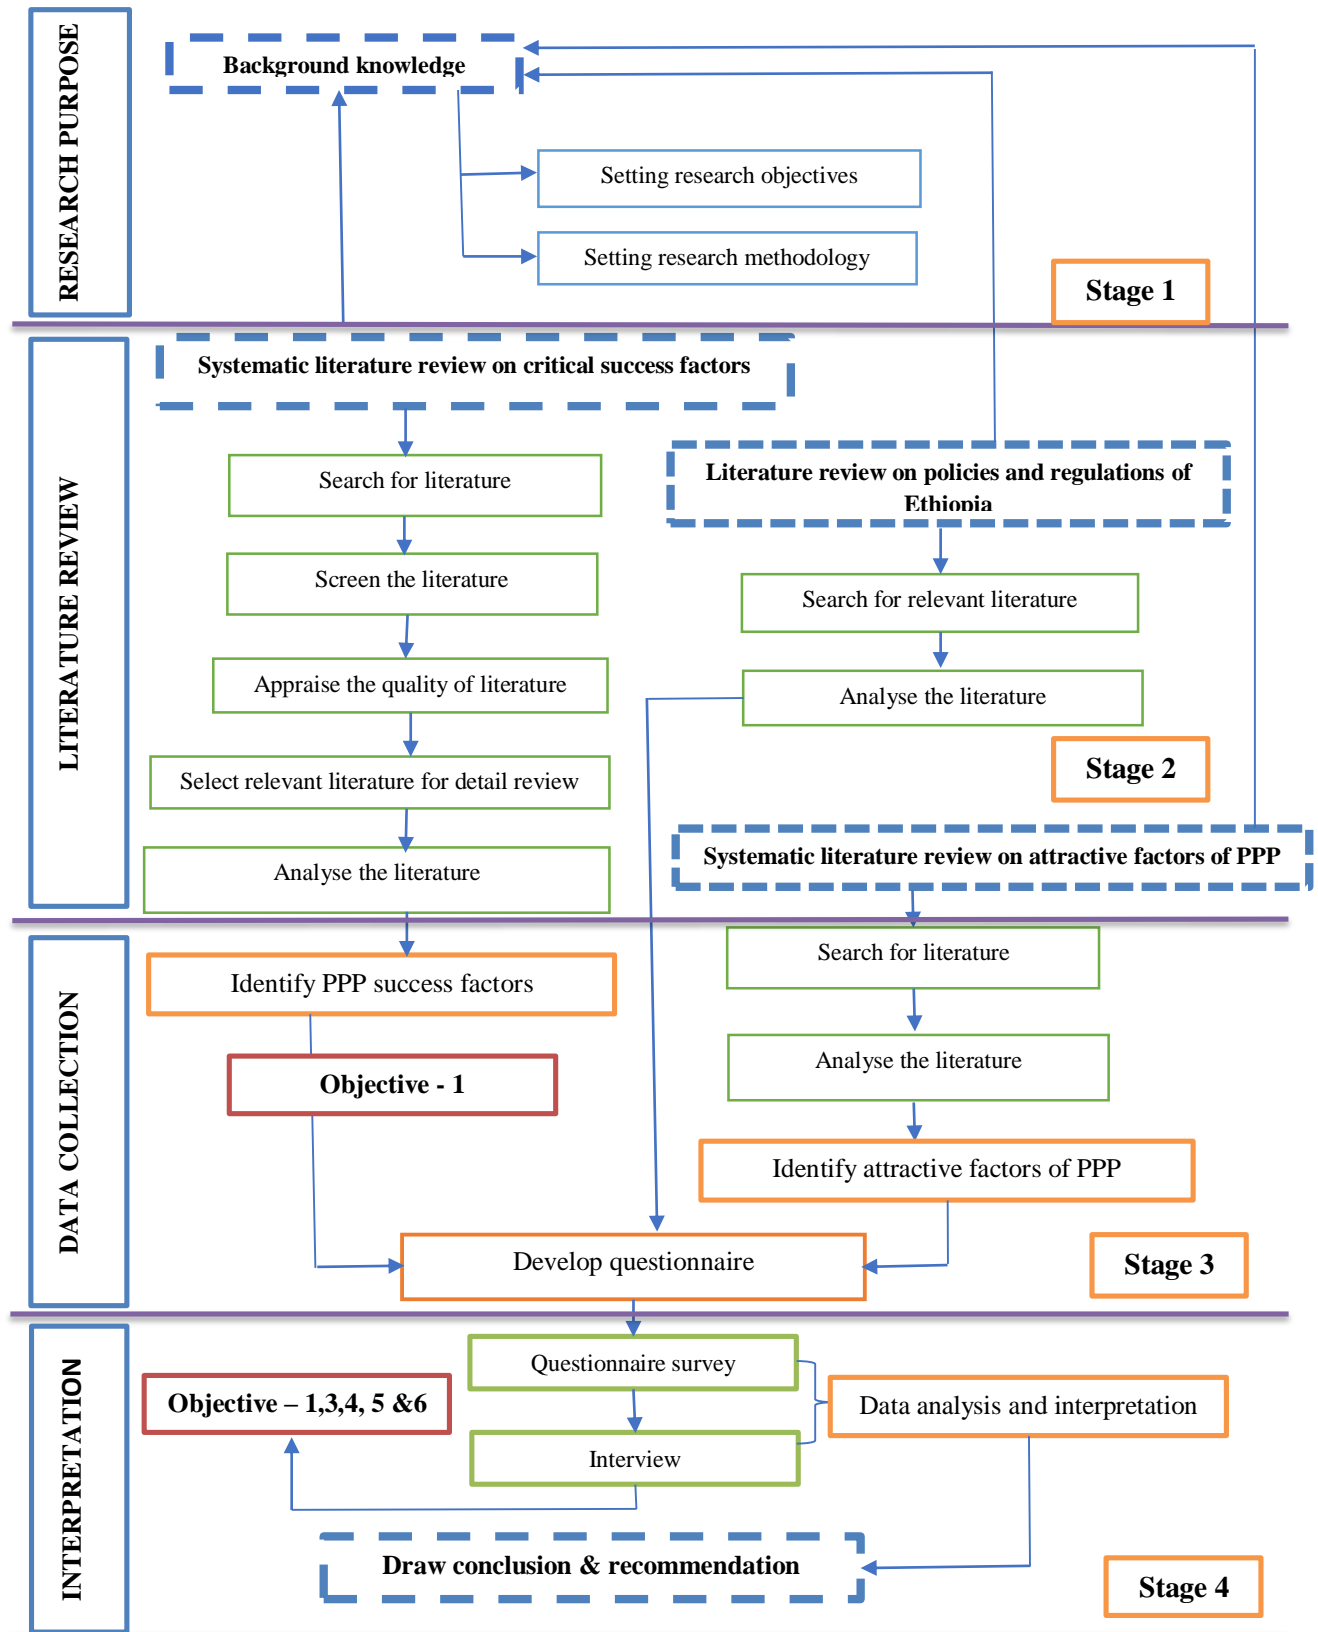 RESEARCH PURPOSE
Background knowledge
Setting research objectives
Setting research methodology
Stage 1
LITERATURE REVIEW
Systematic literature review on critical success factors
Search for literature
Screen the literature
Appraise the quality of literature
Select relevant literature for detail review
Analyse the literature
Literature review on policies and regulations of
Ethiopia
Search for relevant literature
Analyse the literature
Stage 2
Systematic literature review on attractive factors of PPP
DATA COLLECTION
Identify PPP success factors
Objective - 1
Search for literature
Analyse the literature
Identify attractive factors of PPP
Develop questionnaire
Stage 3
INTERPRETATION
Questionnaire survey
Objective – 1,3,4, 5 &6
Data analysis and interpretation
Interview
Draw conclusion & recommendation
Stage 4